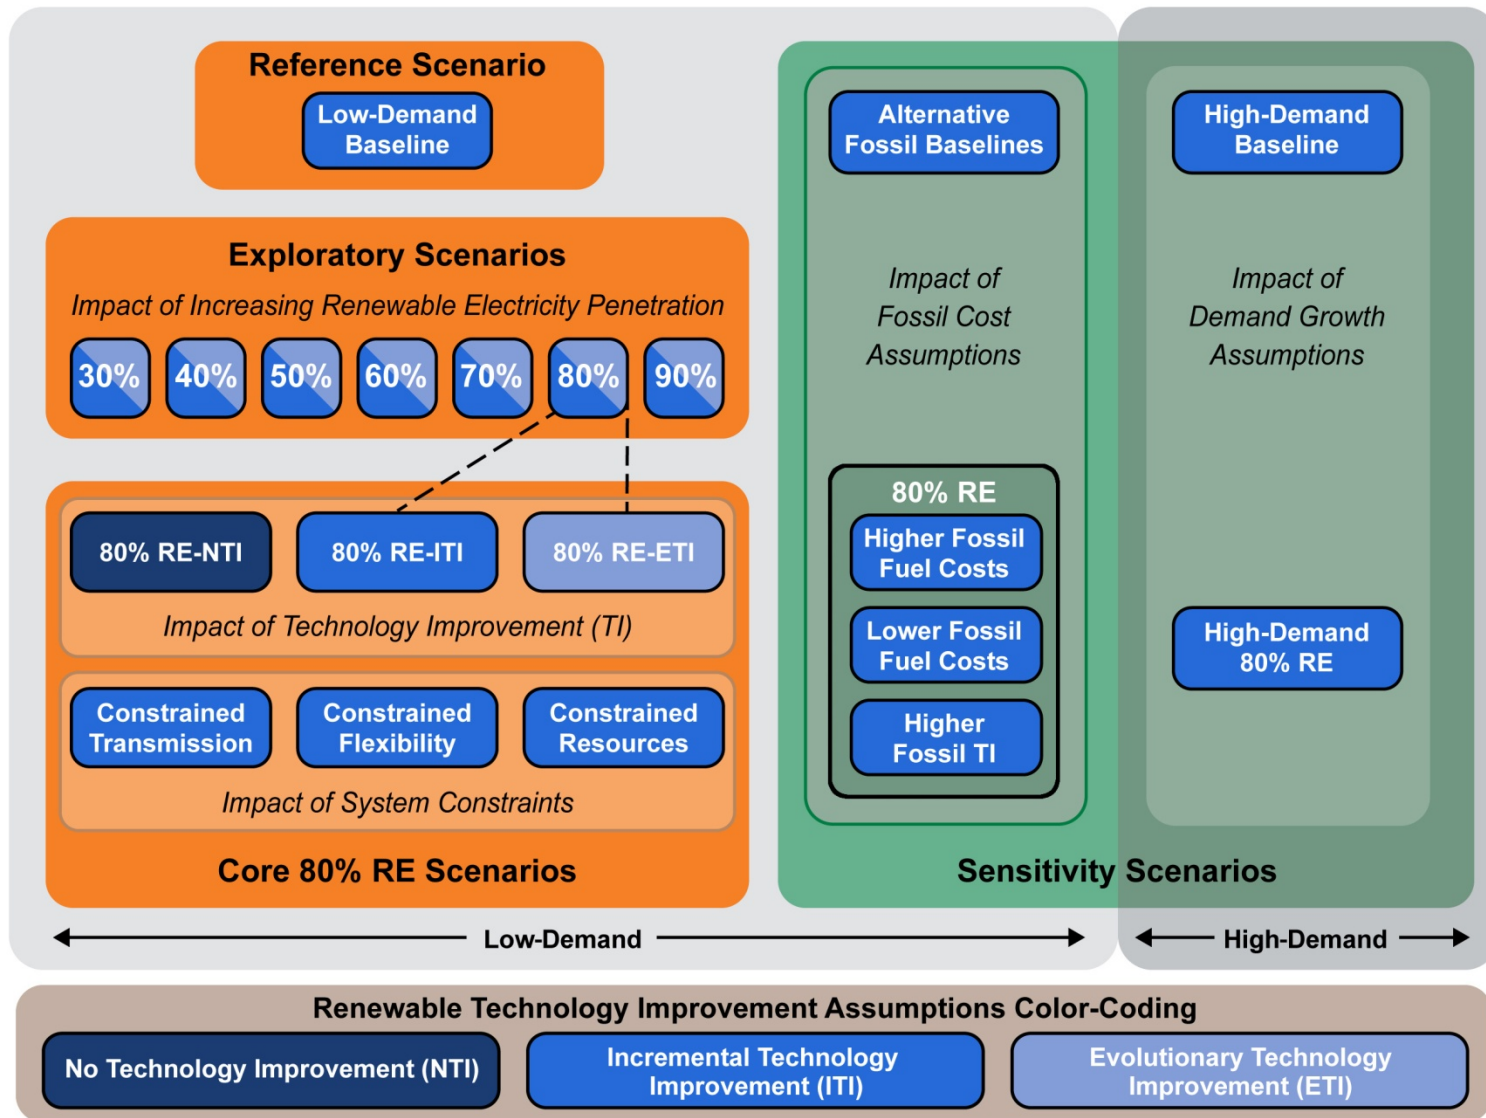 Reference Scenario
Low-Demand
Baseline
Exploratory Scenarios
Impact of Increasing Renewable Electricity Penetration
30% 40% 50% 60% 70% 80% 90%
80% RE-NTI 80% RE-ITI 80% RE-ETI
Impact of Technology Improvement (TI)
Constrained
Transmission
Constrained
Flexibility
Constrained
Resources
Impact of System Constraints
Core 80% RE Scenarios
Alternative
Fossil Baselines
Impact of
Fossil Cost
Assumptions
80% RE
Higher Fossil
Fuel Costs
Lower Fossil
Fuel Costs
Higher
Fossil TI
High-Demand
Baseline
Impact of
Demand Growth
Assumptions
High-Demand
80% RE
Sensitivity Scenarios
Low-Demand
High-Demand
Renewable Technology Improvement Assumptions Color-Coding
No Technology Improvement (NTI)
Incremental Technology
Improvement (ITI)
Evolutionary Technology
Improvement (ETI)